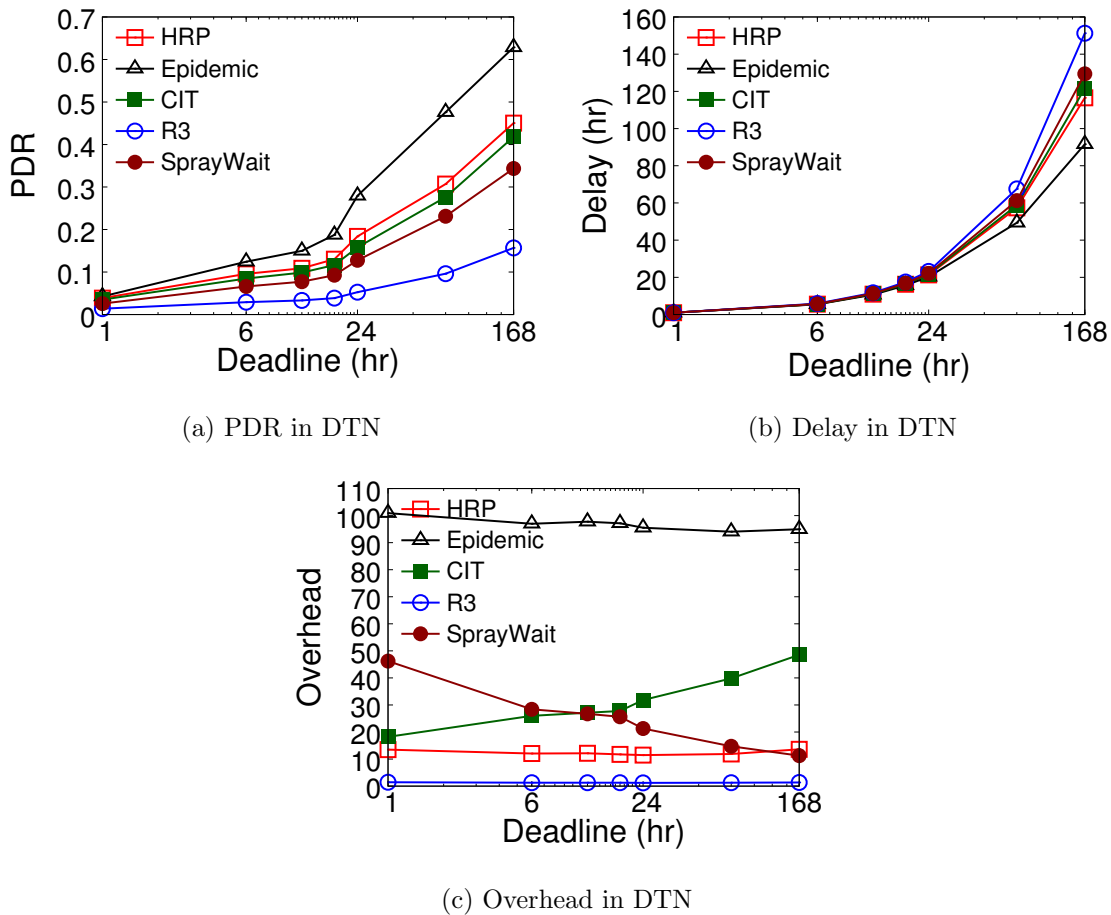 0.7
0.6
0.5
0.4
0.3
0.2
0.1
0
PDR
HRP
Epidemic
CIT
R3
SprayWait
1
6
24
168
Deadline (hr)
(a) PDR in DTN
160
140
120
100
80
60
40
20
0
Delay (hr)
HRP
Epidemic
CIT
R3
SprayWait
1
6
24
168
Deadline (hr)
(b) Delay in DTN
110
100
90
80
70
60
50
40
30
20
10
0
Overhead
HRP
Epidemic
CIT
R3
SprayWait
1
6
24
168
Deadline (hr)
(c) Overhead in DTN